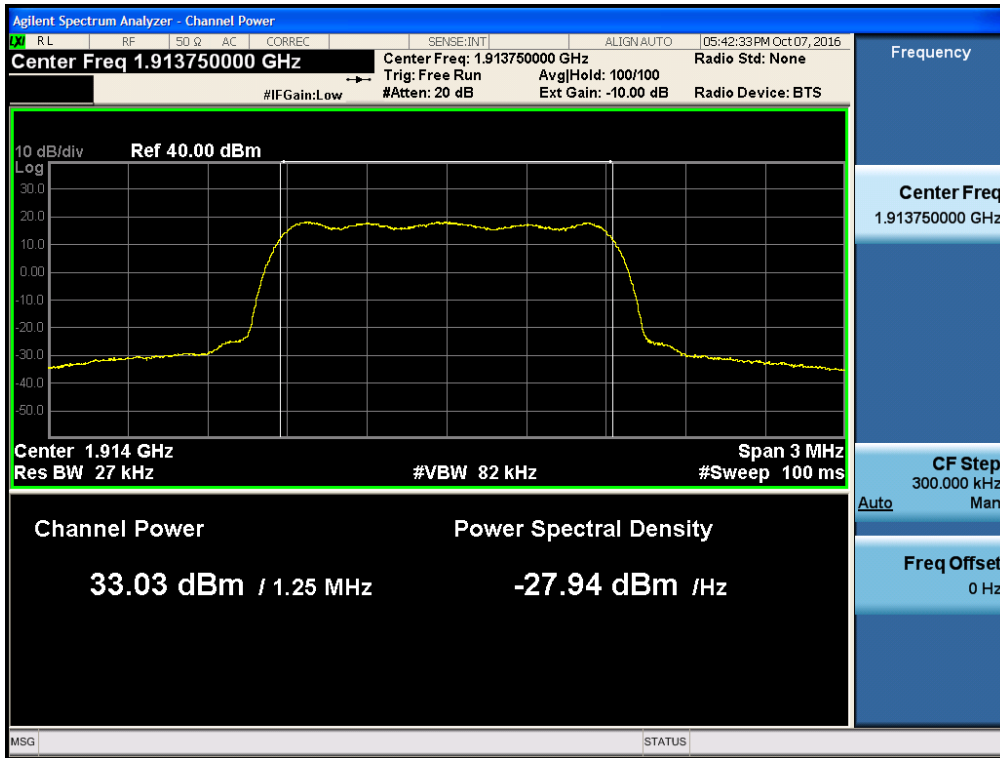 Agilent Spectrum Analyzer - Channel Power
LXI RL RF 50 Ω AC CORREC SENSE:INT ALIGN AUTO 05:42:33 PM Oct 07, 2016
Center Freq 1.913750000 GHz
Center Freq: 1.913750000 GHz Radio Std: None
Trig: Free Run Avg|Hold: 100/100
#IFGain:Low #Atten: 20 dB Ext Gain: -10.00 dB Radio Device: BTS
10 dB/div Ref 40.00 dBm
Log
30.0
20.0
10.0
0.00
-10.0
-20.0
-30.0
-40.0
-50.0
Center 1.914 GHz Span 3 MHz
Res BW 27 kHz #VBW 82 kHz #Sweep 100 ms
Channel Power Power Spectral Density
33.03 dBm / 1.25 MHz -27.94 dBm /Hz
MSG STATUS
Frequency
Center Freq
1.913750000 GHz
CF Step
300.000 kHz
Auto Man
Freq Offset
0 Hz